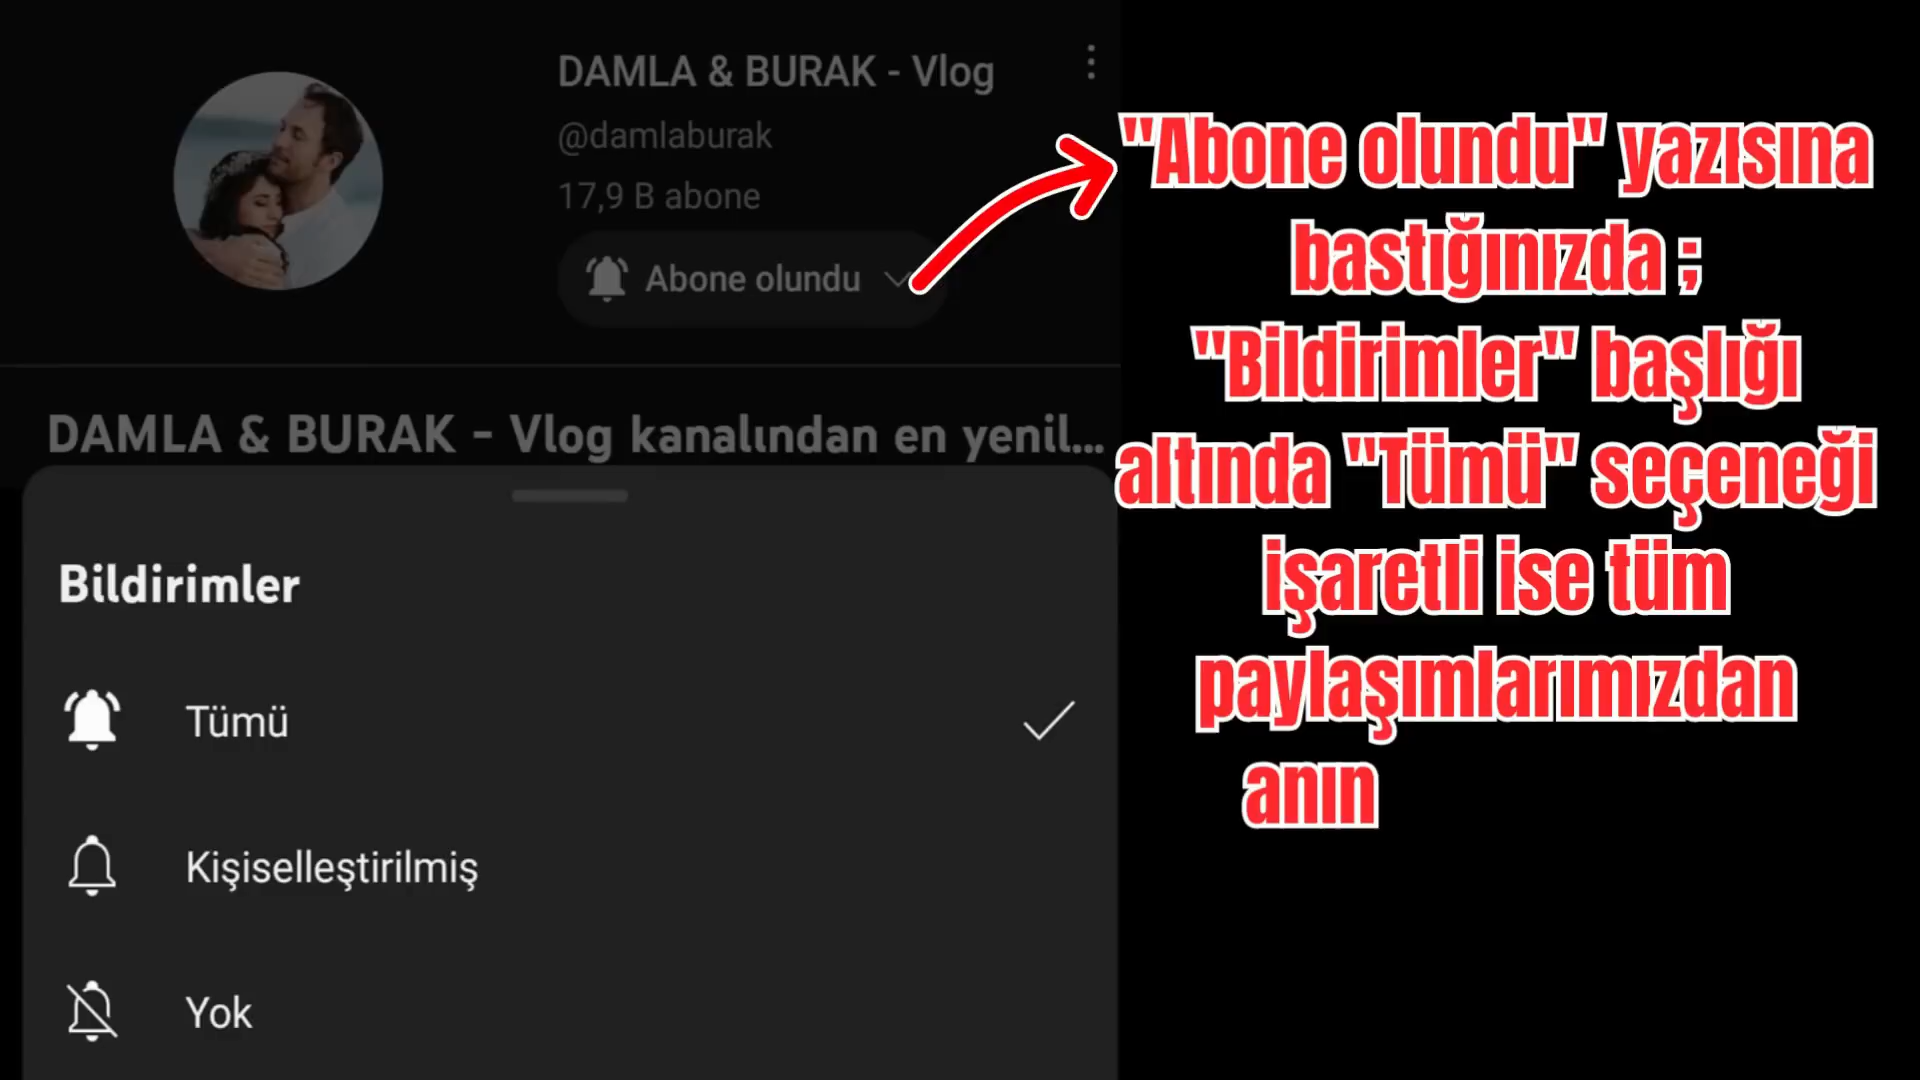 DAMLA & BURAK - Vlog
@damlaburak
17,9 B abone
Abone olundu
DAMLA & BURAK - Vlog kanalından en yenil...
Bildirimler
Tümü
Kişiselleştirilmiş
Yok
"Abone olundu" yazısına
bastığınızda ;
"Bildirimler" başlığı
altında "Tümü" seçeneği
işaretli ise tüm
paylaşımlarımızdan
anın